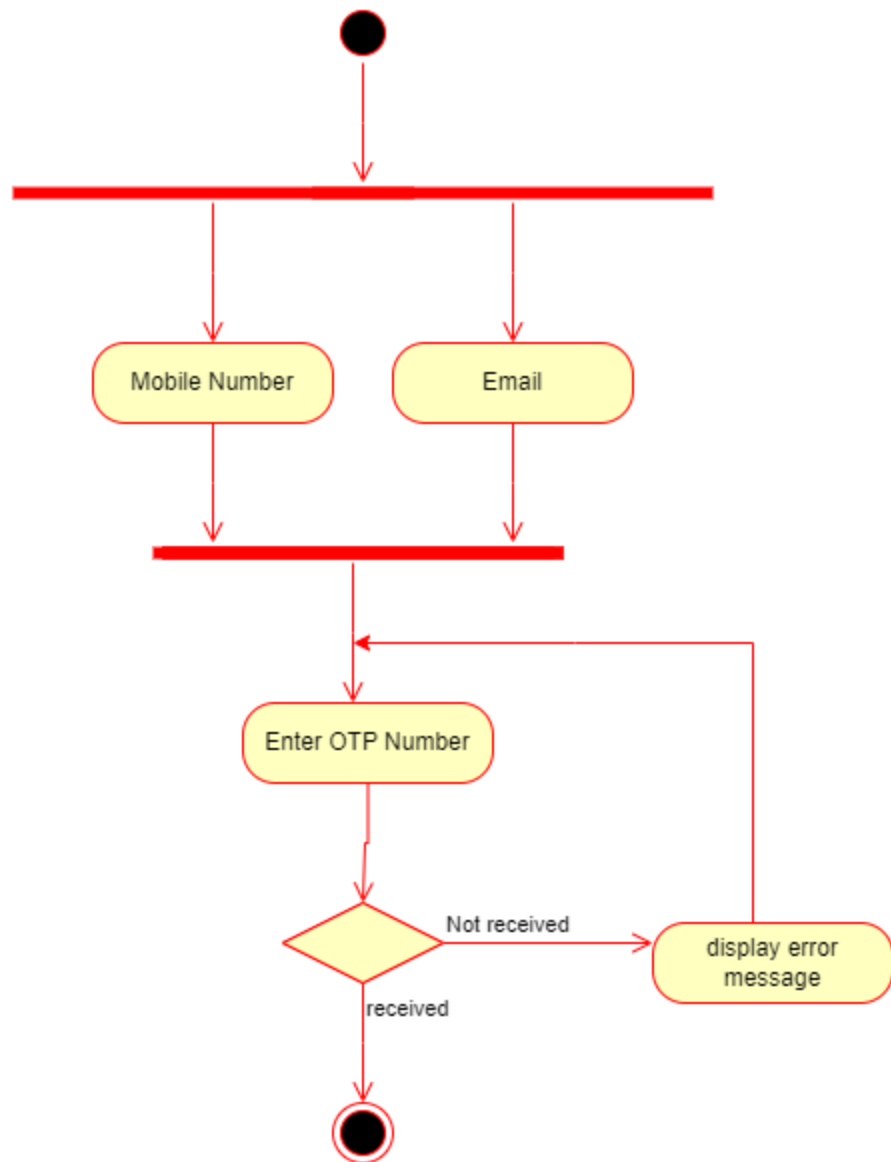 Mobile Number
Email
Enter OTP Number
Not received
display error
message
received